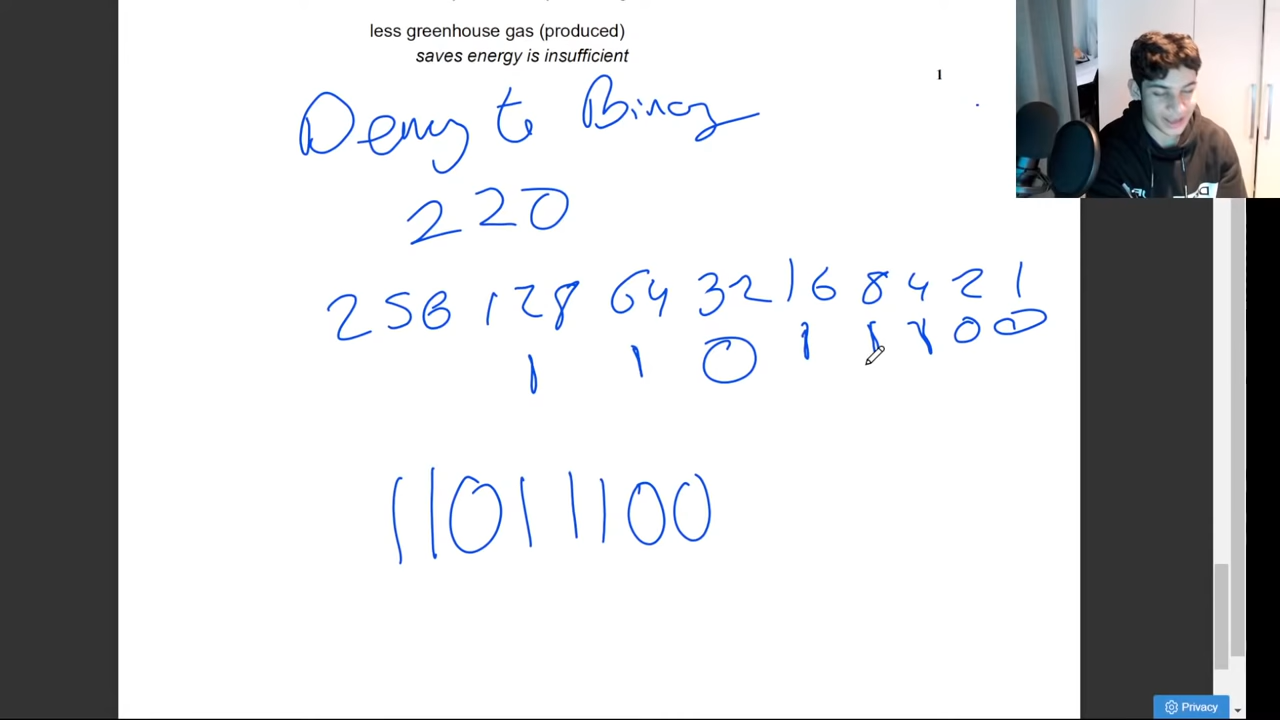 less greenhouse gas (produced)
saves energy is insufficient
1
Denary to Binary
220
256 128 64 32 16 8 4 2 1
1 1 0 1 1 1 0 0
11011100
Privacy